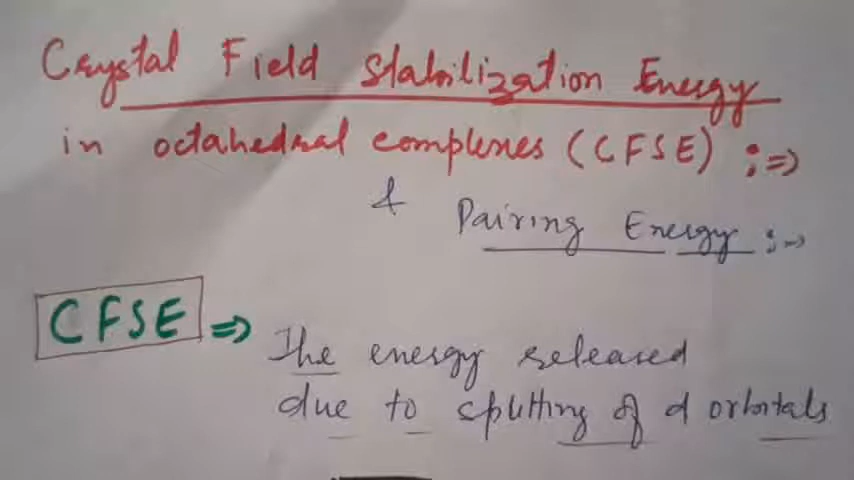 Crystal Field Stabilization Energy
in octahedral complexes (CFSE) ;⇒
& Pairing Energy ;→
CFSE ⇒ The energy released
due to splitting of d orbitals